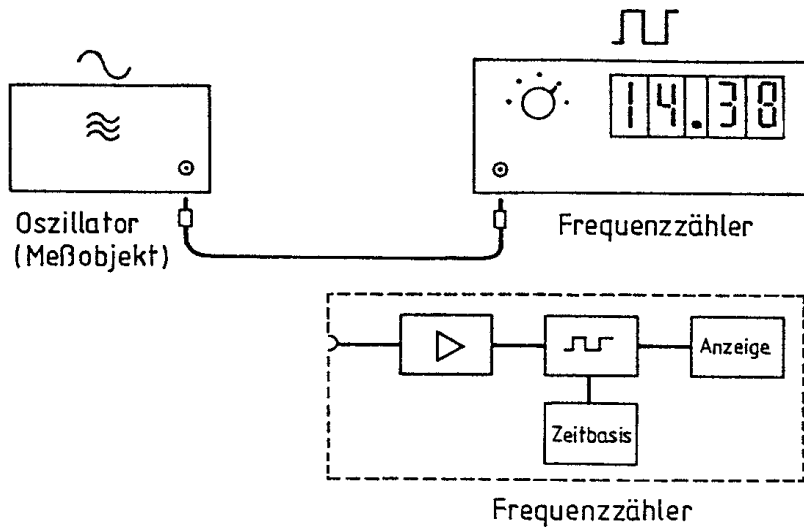 14.38
Oszillator
(Meßobjekt)
Frequenzzähler
Anzeige
Zeitbasis
Frequenzzähler